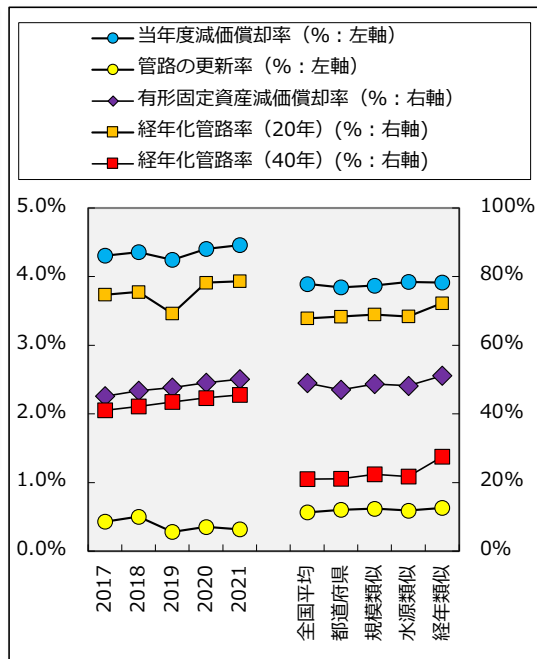 当年度減価償却率（%：左軸）
管路の更新率（%：左軸）
有形固定資産減価償却率（%：右軸）
経年化管路率（20年）(%：右軸)
経年化管路率（40年）(%：右軸)
5.0%
4.0%
3.0%
2.0%
1.0%
0.0%
100%
80%
60%
40%
20%
0%
2017
2018
2019
2020
2021
全国平均
都道府県
規模類似
水源類似
経年類似